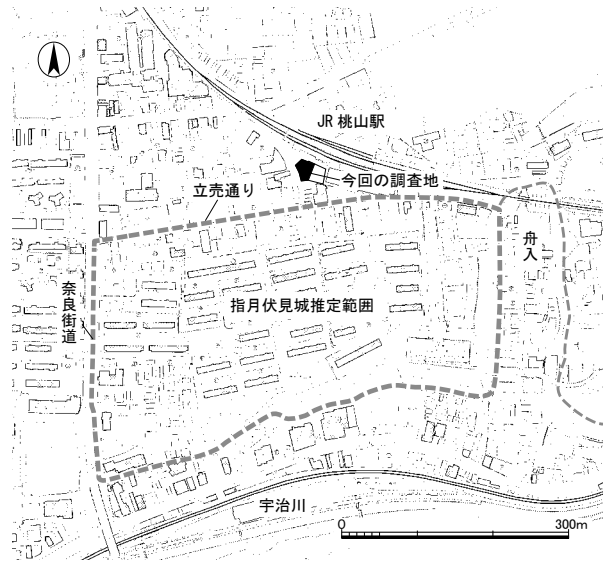 JR 桃山駅
今回の調査地
立売通り
舟入
奈良街道
指月伏見城推定範囲
宇治川
0 300m